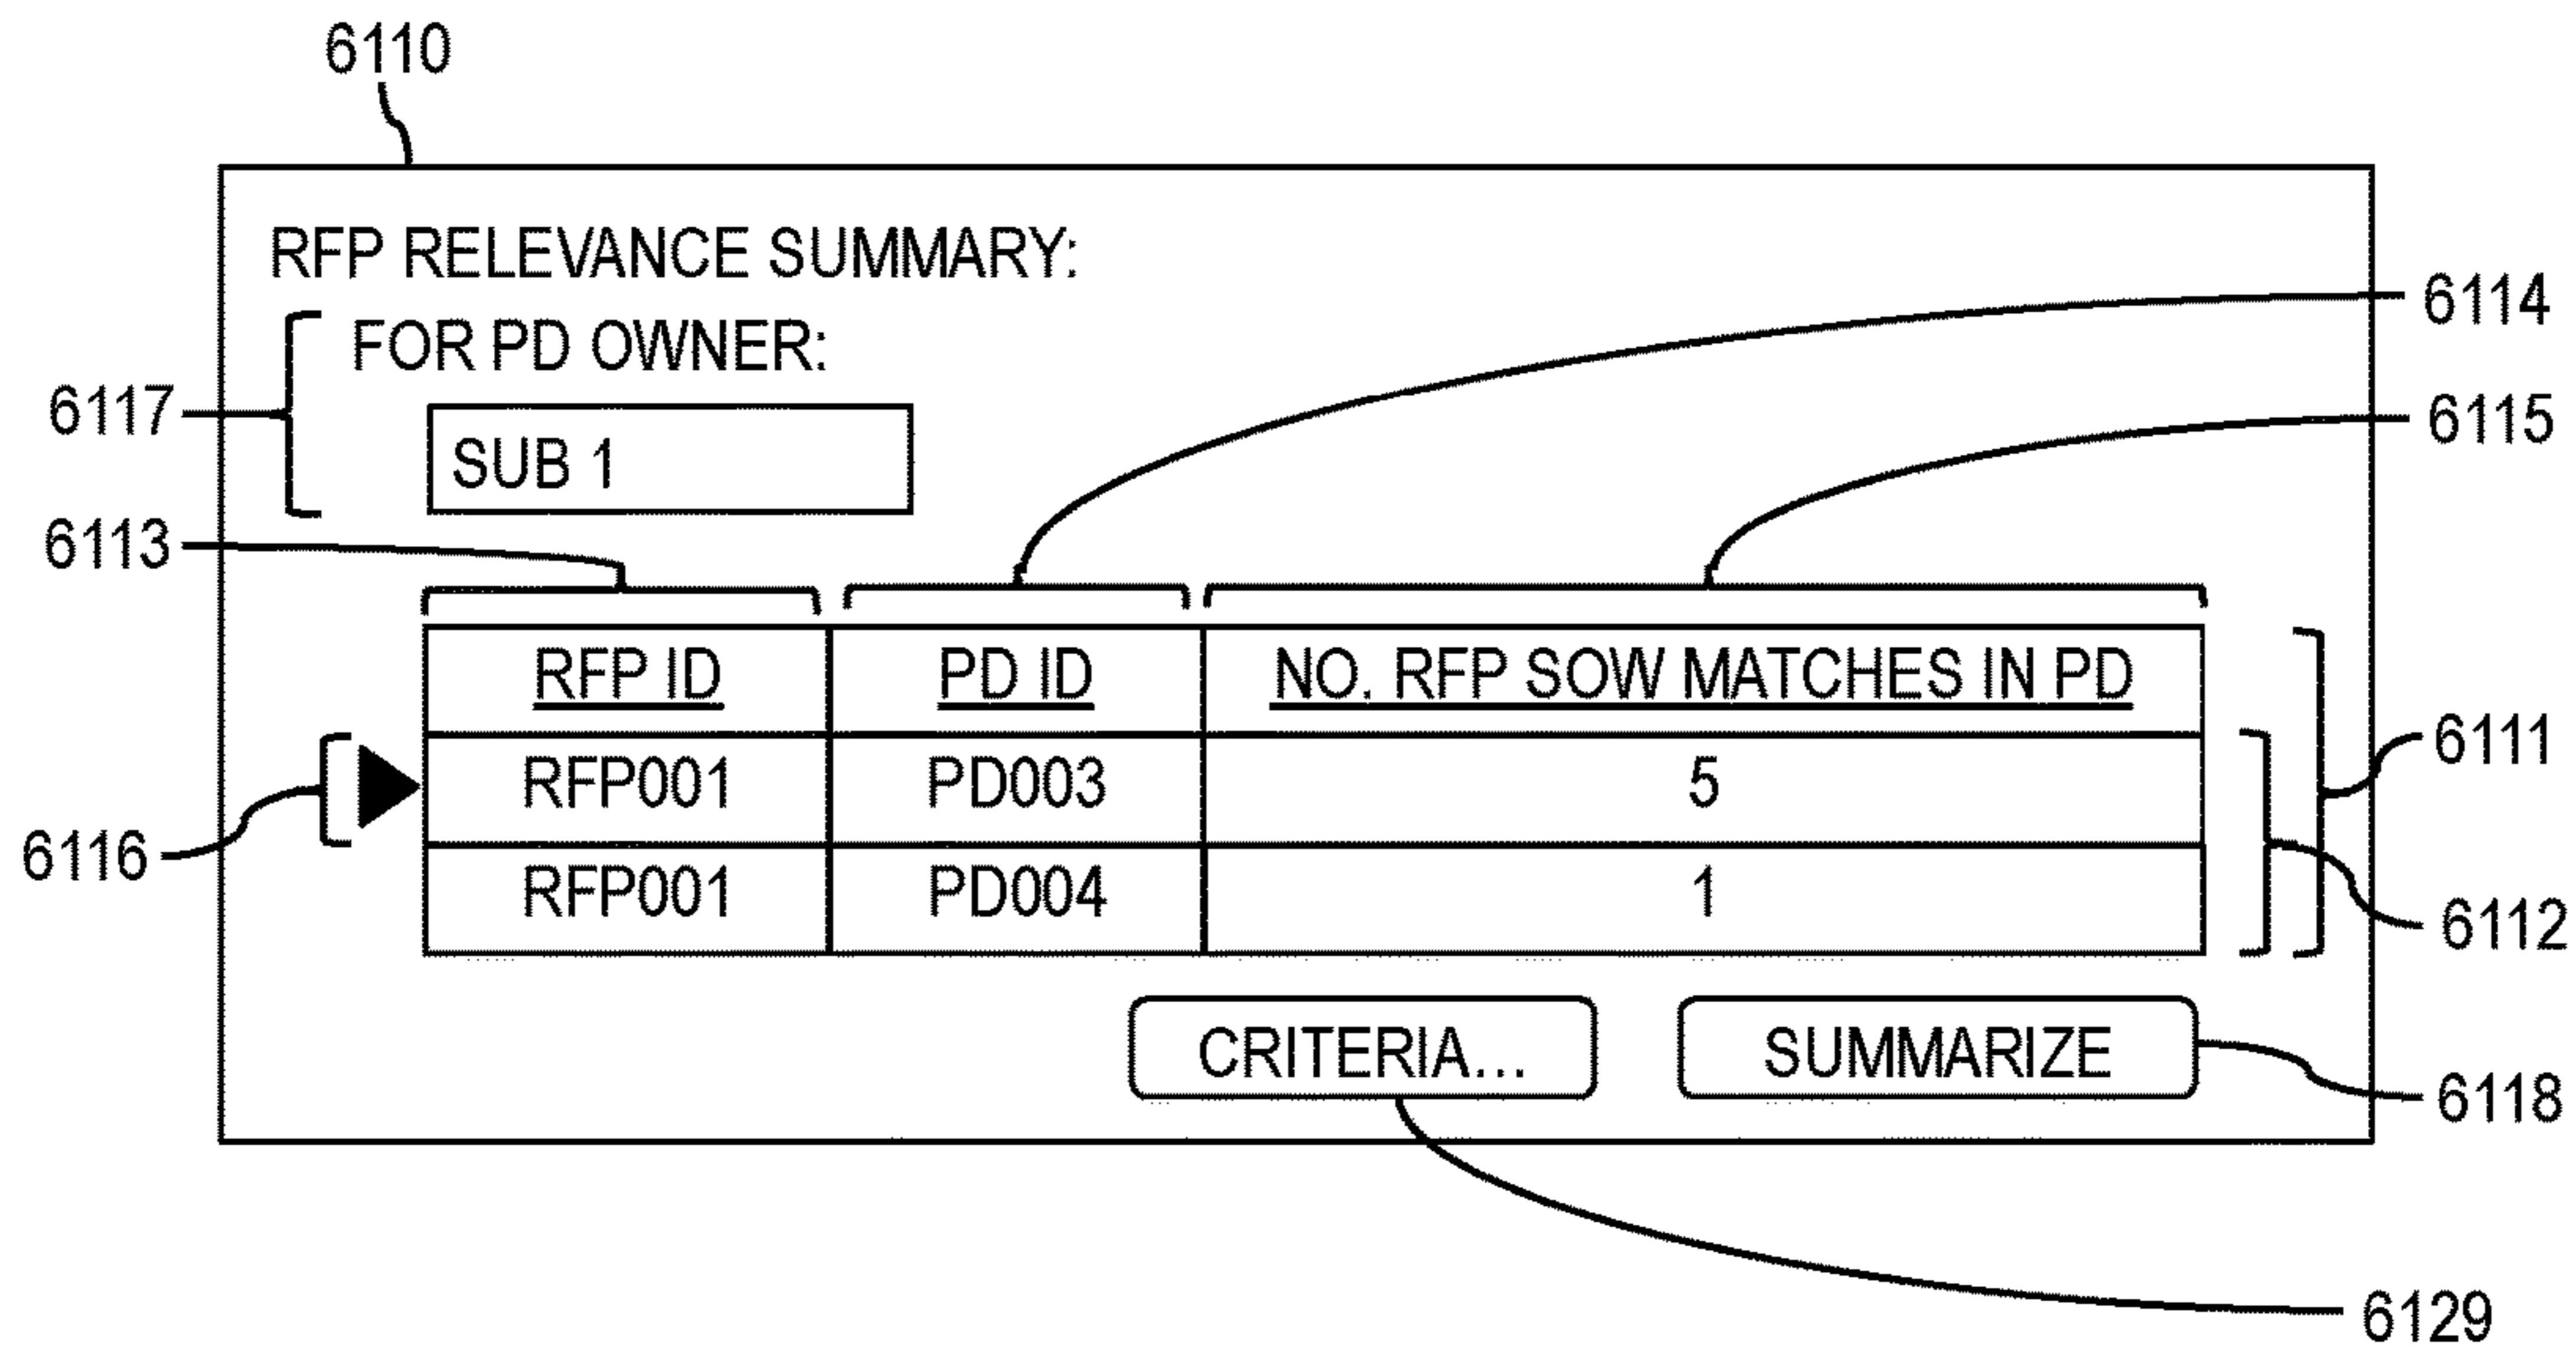 6110
RFP RELEVANCE SUMMARY:
6114
FOR PD OWNER:
6117
6115
SUB 1
6113
RFP ID PD ID NO. RFP SOW MATCHES IN PD
6111
RFP001 PD003 5
6116
RFP001 PD004 1
6112
CRITERIA... SUMMARIZE
6118
6129